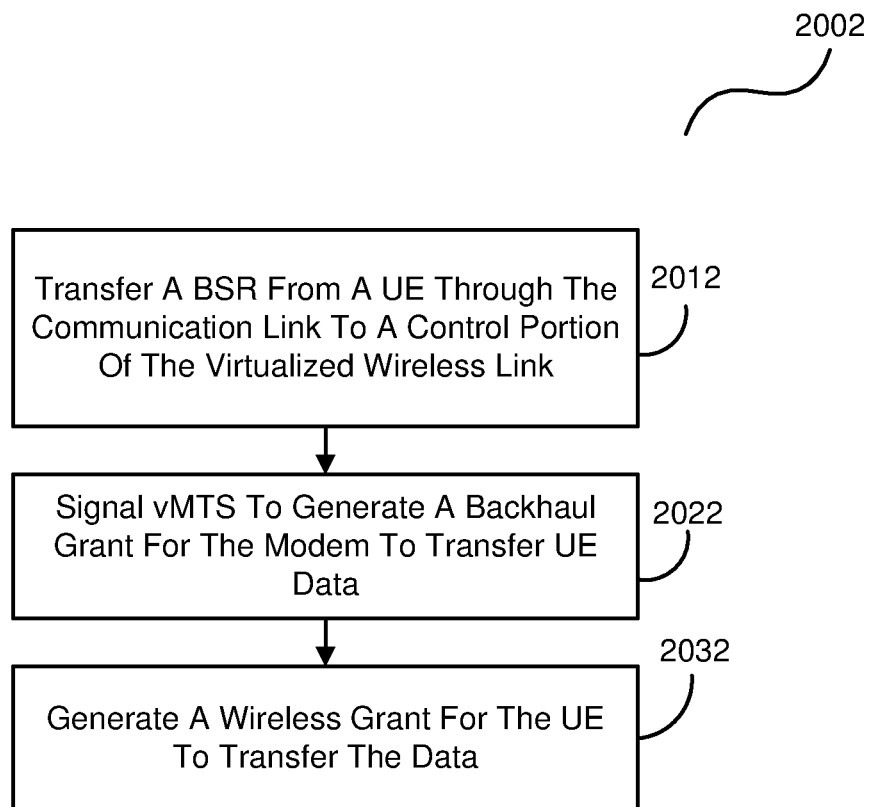 2002
Transfer A BSR From A UE Through The
Communication Link To A Control Portion
Of The Virtualized Wireless Link
2012
Signal vMTS To Generate A Backhaul
Grant For The Modem To Transfer UE
Data
2022
Generate A Wireless Grant For The UE
To Transfer The Data
2032